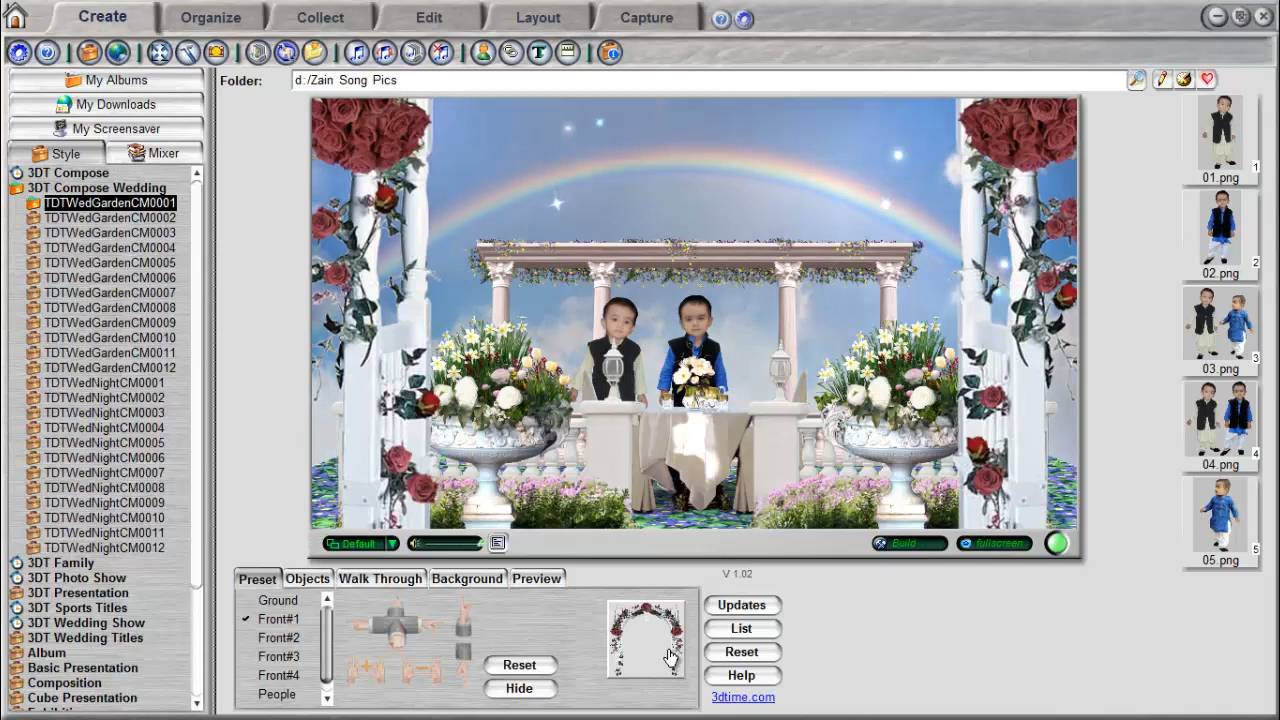 Create
Organize
Collect
Edit
Layout
Capture
My Albums
My Downloads
My Screensaver
Style
Mixer
Folder:
d:/Zain Song Pics
3DT Compose
3DT Compose Wedding
TDTWedGardenCM0001
TDTWedGardenCM0002
TDTWedGardenCM0003
TDTWedGardenCM0004
TDTWedGardenCM0005
TDTWedGardenCM0006
TDTWedGardenCM0007
TDTWedGardenCM0008
TDTWedGardenCM0009
TDTWedGardenCM0010
TDTWedGardenCM0011
TDTWedGardenCM0012
TDTWedNightCM0001
TDTWedNightCM0002
TDTWedNightCM0003
TDTWedNightCM0004
TDTWedNightCM0005
TDTWedNightCM0006
TDTWedNightCM0007
TDTWedNightCM0008
TDTWedNightCM0009
TDTWedNightCM0010
TDTWedNightCM0011
TDTWedNightCM0012
3DT Family
3DT Photo Show
3DT Presentation
3DT Sports Titles
3DT Wedding Show
3DT Wedding Titles
Album
Basic Presentation
Composition
Cube Presentation
1
01.png
2
02.png
3
03.png
4
04.png
5
05.png
Default
Build
fullscreen
V 1.02
Preset
Objects
Walk Through
Background
Preview
Ground
Front#1
Front#2
Front#3
Front#4
People
Reset
Hide
Updates
List
Reset
Help
3dtime.com